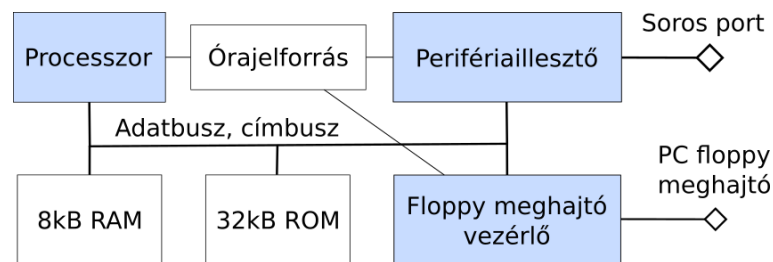 Soros port
Processzor
Órajelforrás
Perifériaillesztő
Adatbusz, címbusz
PC floppy
meghajtó
8kB RAM
32kB ROM
Floppy meghajtó
vezérlő